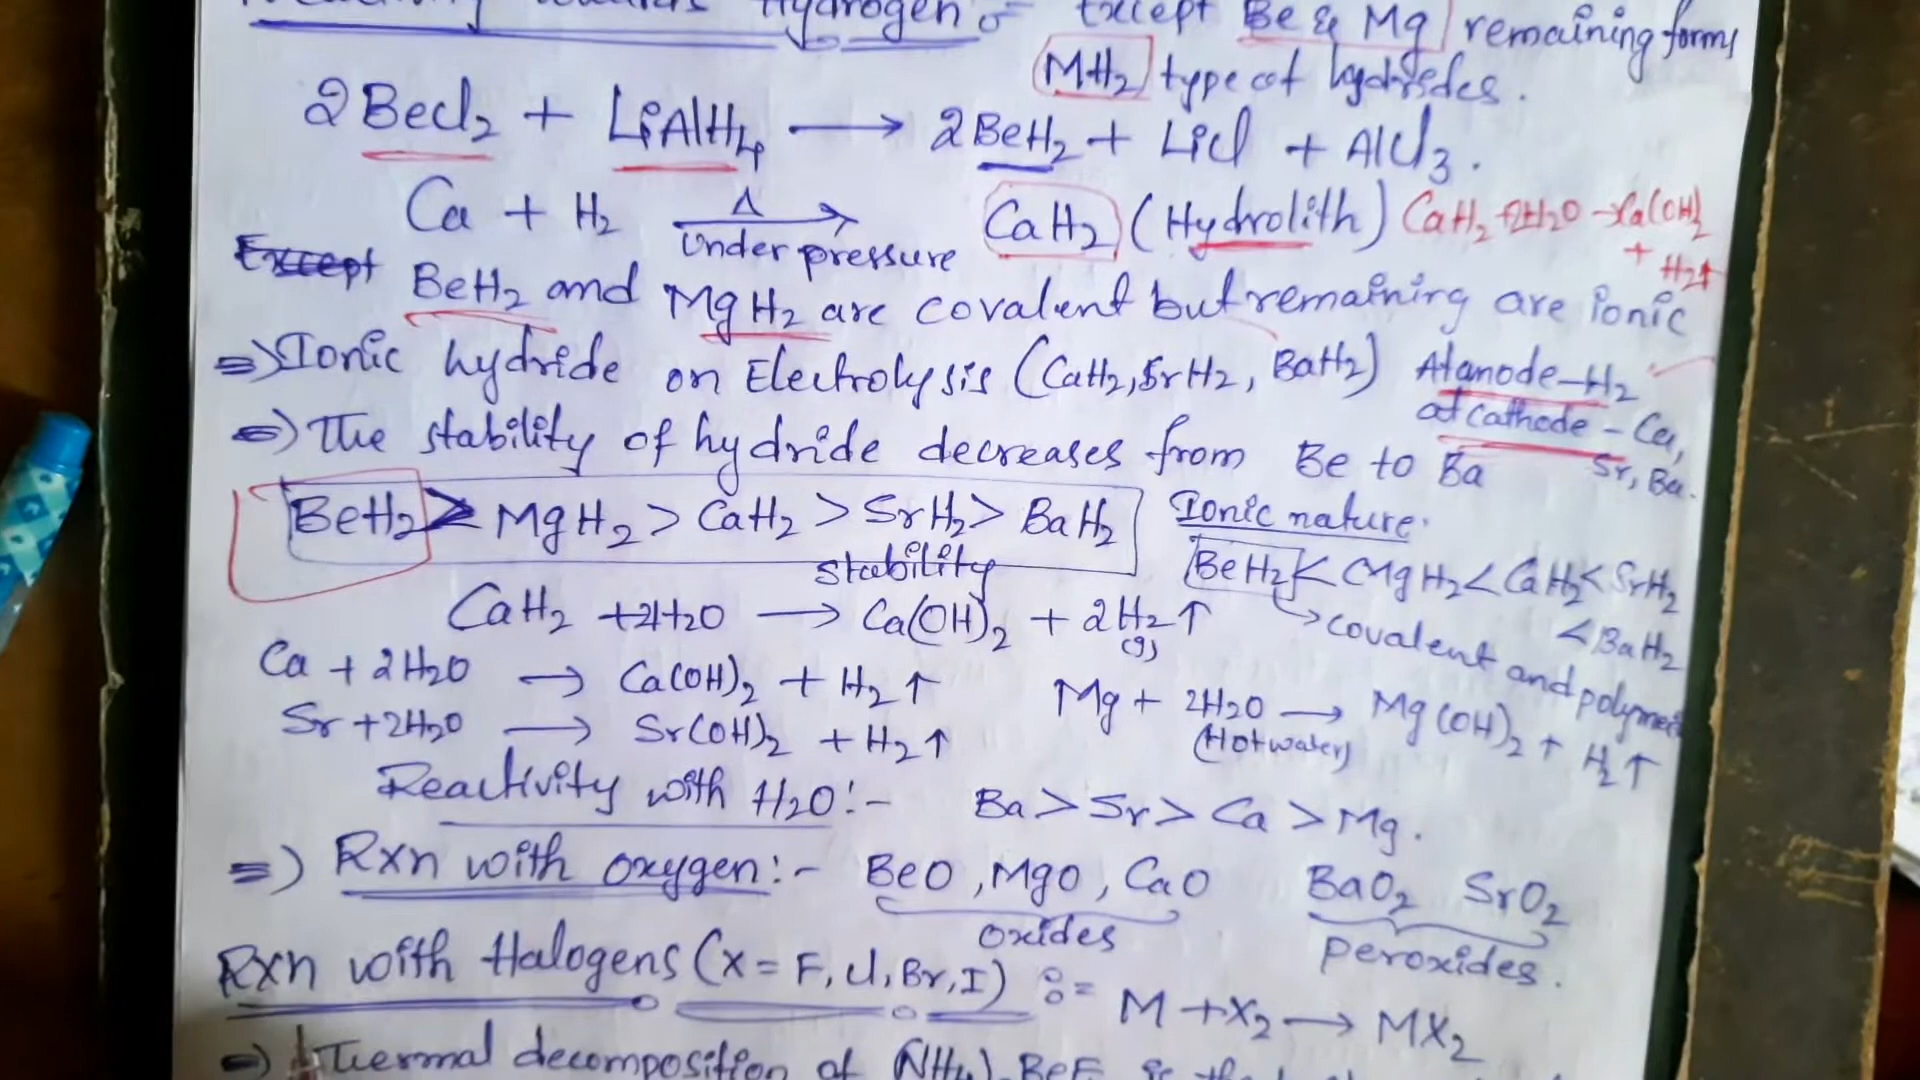 Hydrogen :- Except Be & Mg remaining forms
MH2 type of hydrides.
2BeCl2 + LiAlH4 → 2BeH2 + LiCl + AlCl3.
Ca + H2 →(Δ, Under pressure) CaH2 (Hydrolith) CaH2 + 2H2O → Ca(OH)2
+ H2↑
Except BeH2 and MgH2 are covalent but remaining are ionic
=> Ionic hydride on Electrolysis (CaH2, SrH2, BaH2) At anode - H2
at cathode - Ca,
Sr, Ba.
=> The stability of hydride decreases from Be to Ba
BeH2 > MgH2 > CaH2 > SrH2 > BaH2
stability
Ionic nature:
BeH2 < MgH2 < CaH2 < SrH2
< BaH2
→ covalent and
CaH2 + 2H2O → Ca(OH)2 + 2H2↑
(g)
Ca + 2H2O → Ca(OH)2 + H2↑
Mg + 2H2O → Mg(OH)2 + H2↑
(Hot water)
Sr + 2H2O → Sr(OH)2 + H2↑
Reactivity with H2O:- Ba > Sr > Ca > Mg.
=> Rxn with oxygen:- BeO, MgO, CaO BaO2 SrO2
oxides peroxides.
Rxn with Halogens (X = F, Cl, Br, I) :- M + X2 → MX2
=> Thermal decomposition of